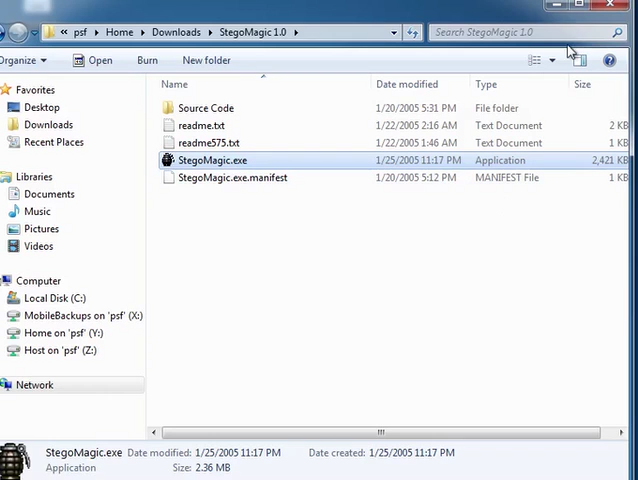 « psf ▸ Home ▸ Downloads ▸ StegoMagic 1.0 ▸
Search StegoMagic 1.0
Organize Open Burn New folder
Name Date modified Type Size
Favorites
Desktop
Downloads
Recent Places
Libraries
Documents
Music
Pictures
Videos
Computer
Local Disk (C:)
MobileBackups on 'psf' (X:)
Home on 'psf' (Y:)
Host on 'psf' (Z:)
Network
Source Code 1/20/2005 5:31 PM File folder
readme.txt 1/22/2005 2:16 AM Text Document 2 KB
readme575.txt 1/22/2005 1:46 AM Text Document 1 KB
StegoMagic.exe 1/25/2005 11:17 PM Application 2,421 KB
StegoMagic.exe.manifest 1/20/2005 5:12 PM MANIFEST File 1 KB
StegoMagic.exe Date modified: 1/25/2005 11:17 PM Date created: 1/25/2005 11:17 PM
Application Size: 2.36 MB